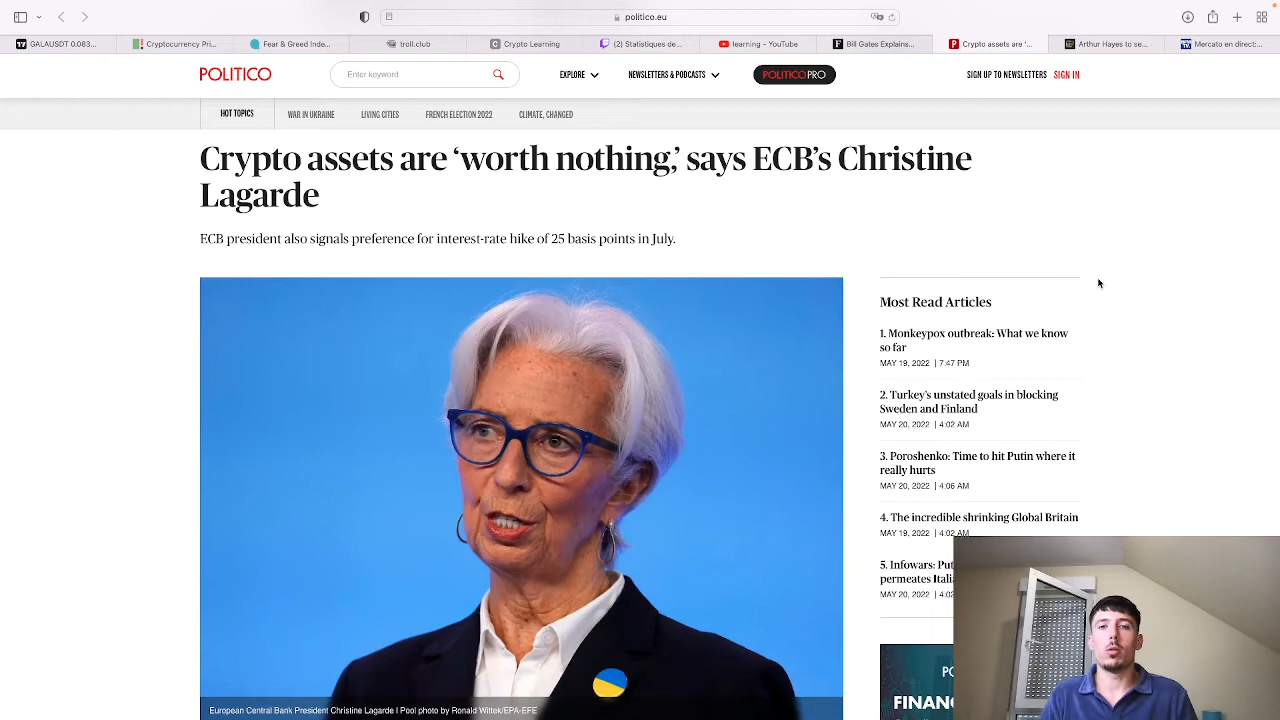 politico.eu
GALAUSDT 0.083...
Cryptocurrency Pri...
Fear & Greed Inde...
troll.club
Crypto Learning
(2) Statistiques de...
learning - YouTube
Bill Gates Explains...
Crypto assets are '...
Arthur Hayes to se...
Mercato en direct:...
POLITICO
Enter keyword
EXPLORE
NEWSLETTERS & PODCASTS
POLITICO PRO
SIGN UP TO NEWSLETTERS
SIGN IN
HOT TOPICS
WAR IN UKRAINE
LIVING CITIES
FRENCH ELECTION 2022
CLIMATE, CHANGED
Crypto assets are ‘worth nothing,’ says ECB’s Christine
Lagarde
ECB president also signals preference for interest-rate hike of 25 basis points in July.
European Central Bank President Christine Lagarde | Pool photo by Ronald Wittek/EPA-EFE
Most Read Articles
1. Monkeypox outbreak: What we know
so far
MAY 19, 2022 | 7:47 PM
2. Turkey’s unstated goals in blocking
Sweden and Finland
MAY 20, 2022 | 4:02 AM
3. Poroshenko: Time to hit Putin where it
really hurts
MAY 20, 2022 | 4:06 AM
4. The incredible shrinking Global Britain
MAY 19, 2022 | 4:02 AM
5. Infowars: Pu
permeates Itali
MAY 20, 2022 | 4:02
PO
FINANC